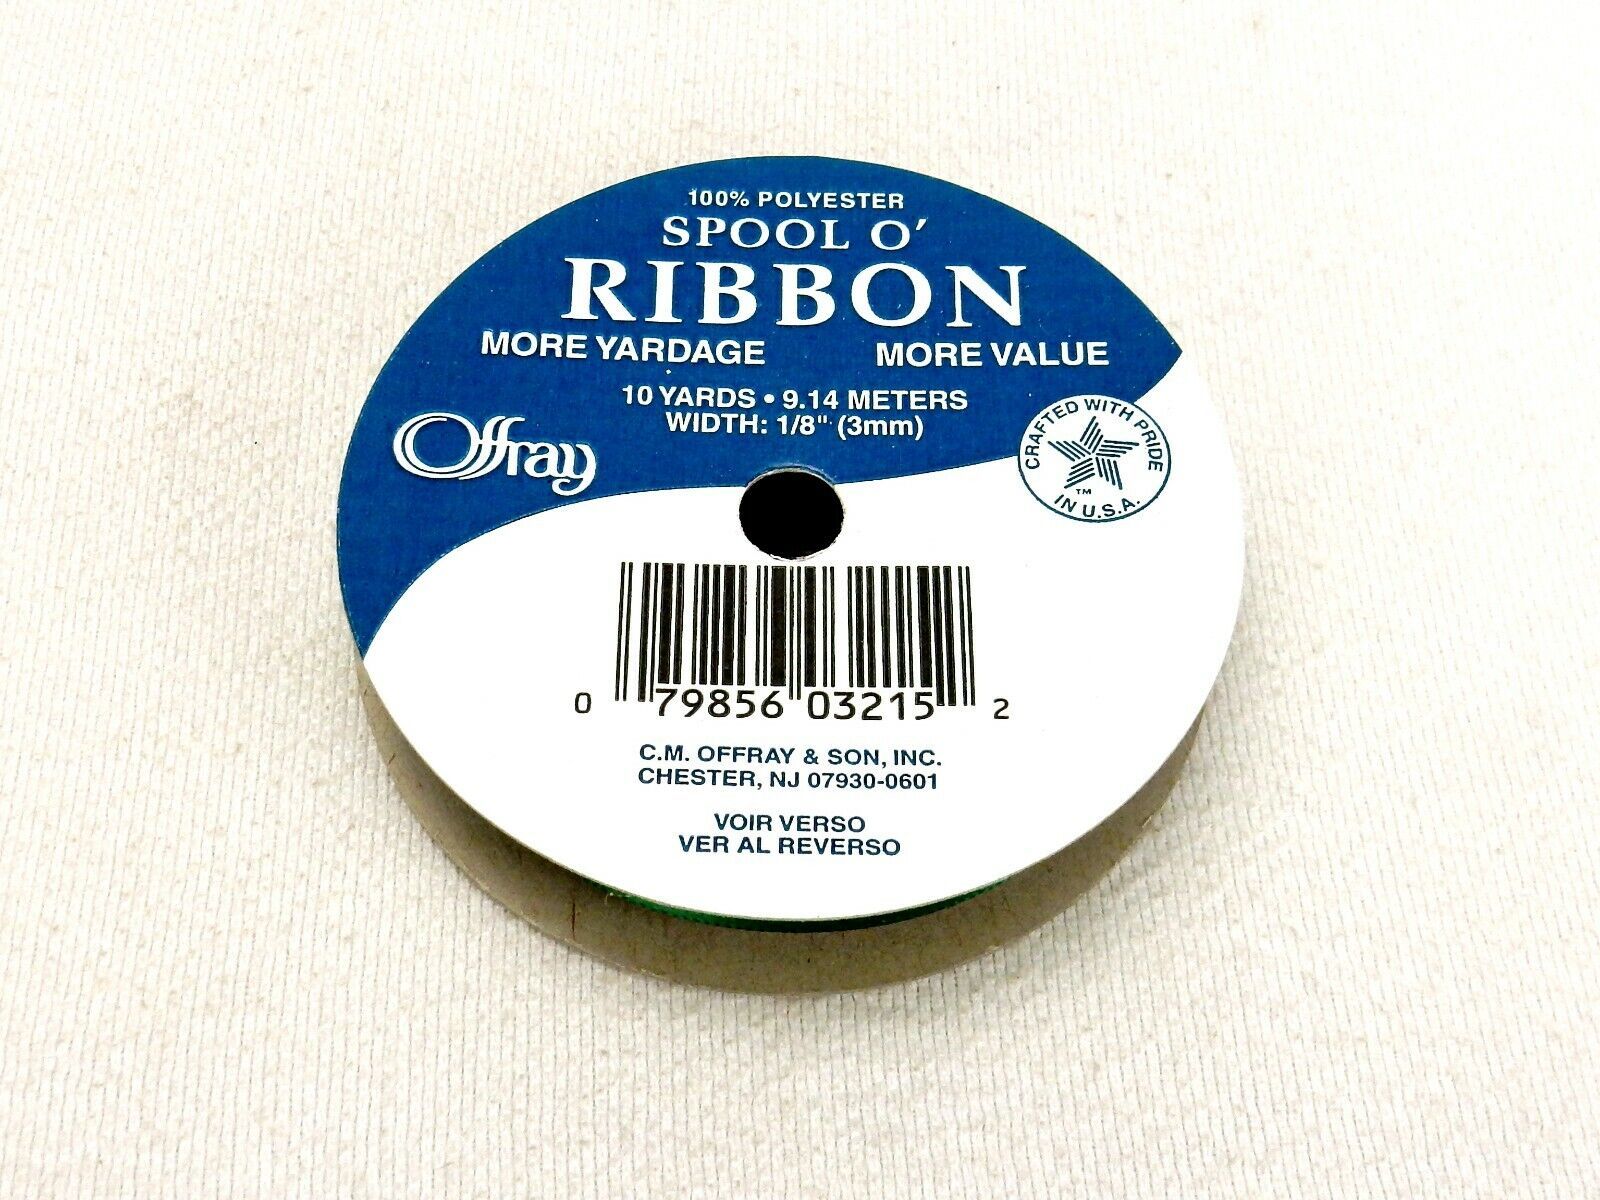 100% POLYESTER
SPOOL O'
RIBBON
MORE YARDAGE MORE VALUE
10 YARDS • 9.14 METERS
WIDTH: 1/8" (3mm)
Offray
CRAFTED WITH PRIDE
™
IN U.S.A.
0 79856 03215 2
C.M. OFFRAY & SON, INC.
CHESTER, NJ 07930-0601
VOIR VERSO
VER AL REVERSO